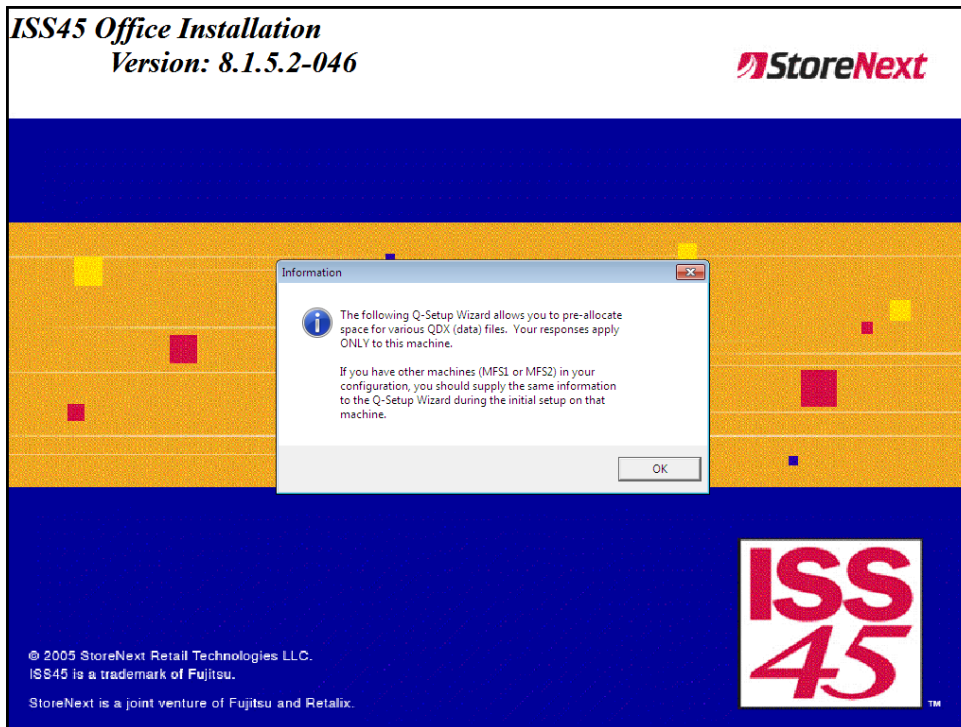 ISS45 Office Installation
Version: 8.1.5.2-046
StoreNext
Information
The following Q-Setup Wizard allows you to pre-allocate
space for various QDX (data) files. Your responses apply
ONLY to this machine.
If you have other machines (MFS1 or MFS2) in your
configuration, you should supply the same information
to the Q-Setup Wizard during the initial setup on that
machine.
OK
ISS
45
TM
© 2005 StoreNext Retail Technologies LLC.
ISS45 is a trademark of Fujitsu.
StoreNext is a joint venture of Fujitsu and Retalix.